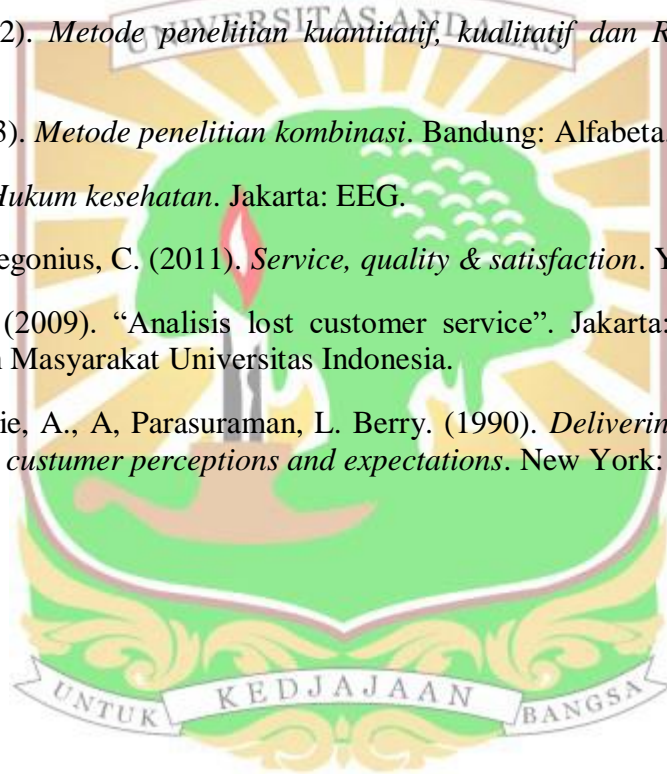 UNIVERSITAS ANDALAS
2). Metode penelitian kuantitatif, kualitatif dan R
3). Metode penelitian kombinasi. Bandung: Alfabeta.
Hukum kesehatan. Jakarta: EEG.
egonius, C. (2011). Service, quality & satisfaction. Y
(2009). “Analisis lost customer service”. Jakarta:
Masyarakat Universitas Indonesia.
ie, A., A, Parasuraman, L. Berry. (1990). Deliverin
custumer perceptions and expectations. New York:
UNTUK KEDJAJAAN BANGSA